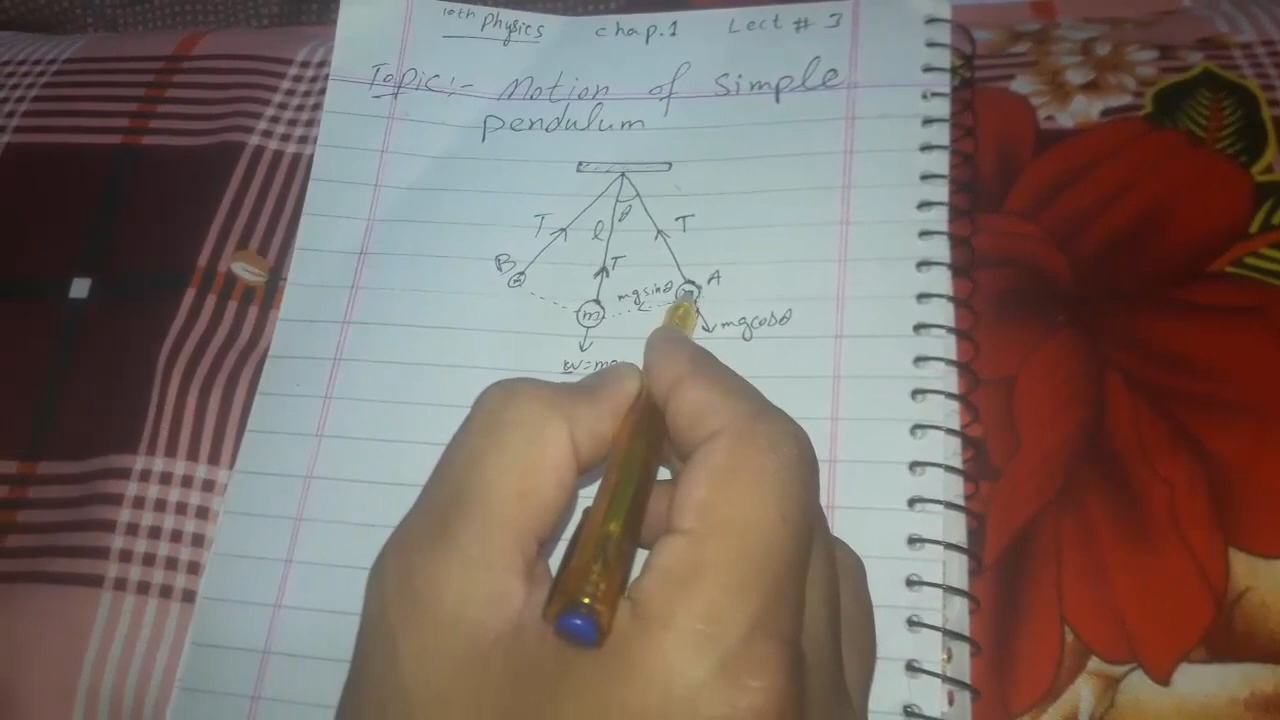 10th Physics chap.1 Lect # 3
Topic:- Motion of simple
pendulum
T l θ T
B T A
mgsinθ m
m mgcosθ